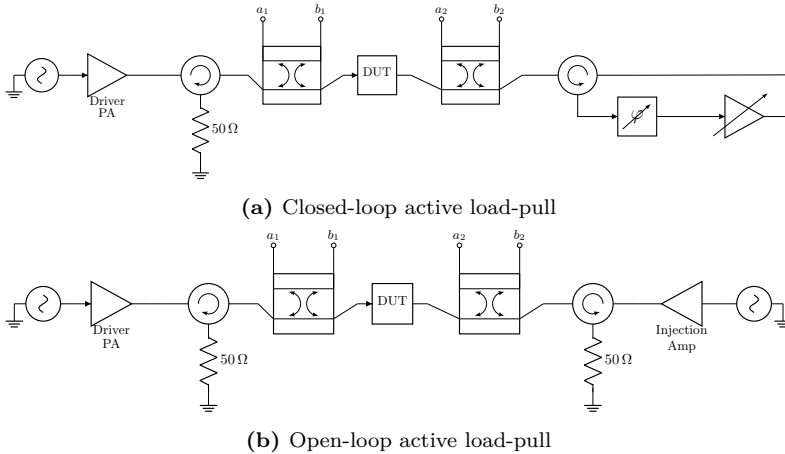 a₁ b₁ a₂ b₂
DUT
Driver
PA
50 Ω
φ
(a) Closed-loop active load-pull
a₁ b₁ a₂ b₂
DUT
Driver
PA
Injection
Amp
50 Ω 50 Ω
(b) Open-loop active load-pull